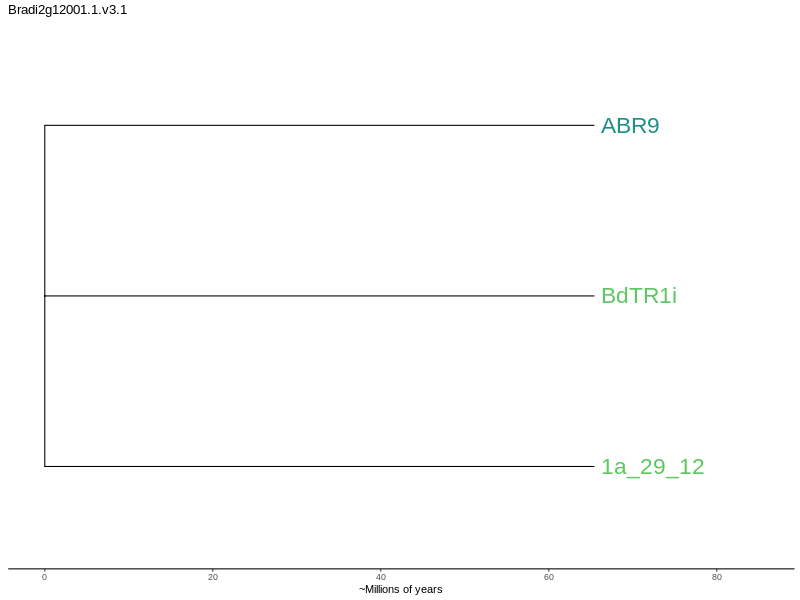 Bradi2g12001.1.v3.1
ABR9
BdTR1i
1a_29_12
0 20 40 60 80
~Millions of years